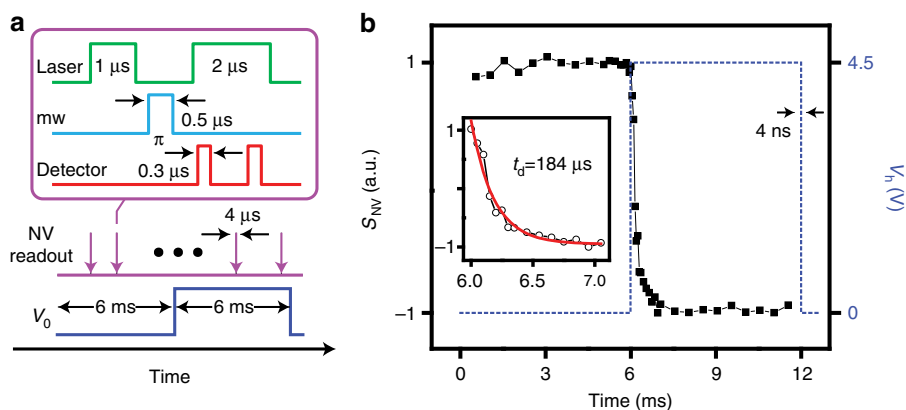 a
Laser
1 μs
2 μs
mw
0.5 μs
π
Detector
0.3 μs
NV
readout
4 μs
V0
6 ms
6 ms
Time
b
1
−1
SNV (a.u.)
1
−1
td=184 μs
6.0
6.5
7.0
4 ns
4.5
0
Vh (V)
0
3
6
9
12
Time (ms)